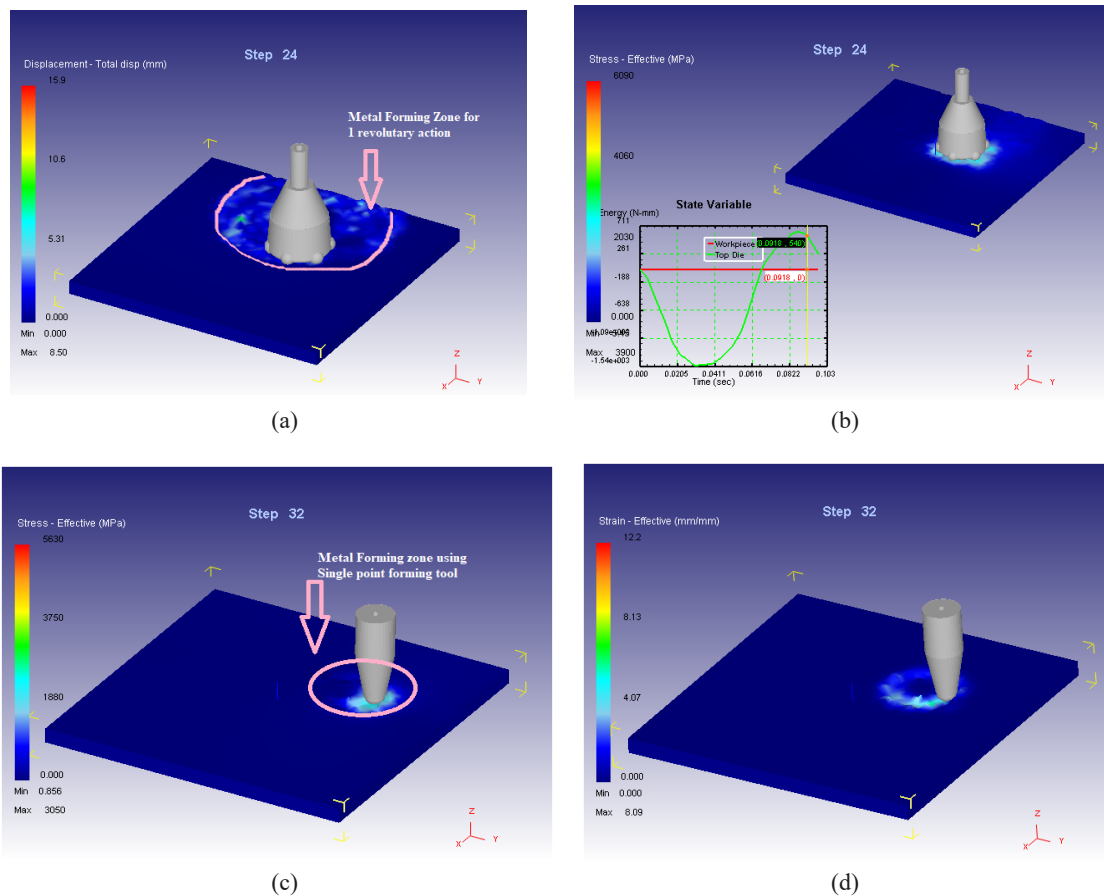 Step 24
Displacement - Total disp (mm)
15.9
Metal Forming Zone for
1 revolutary action
10.6
5.31
0.000
Min 0.000
Max 8.50
Z
X Y
(a)
Step 24
Stress - Effective (MPa)
6090
4060
State Variable
Energy (N-mm)
711
2030
261
-188
-638
0.000
Min
Max 3900
-1.54e+003
Workpiece
Top Die
(0.0918 , 0)
0.000 0.0205 0.0411 0.0616 0.0822 0.103
Time (sec)
Z
X Y
(b)
Step 32
Stress - Effective (MPa)
5630
Metal Forming zone using
Single point forming tool
3750
1880
0.000
Min 0.856
Max 3050
Z
X Y
(c)
Step 32
Strain - Effective (mm/mm)
12.2
8.13
4.07
0.000
Min 0.000
Max 8.09
Z
X Y
(d)